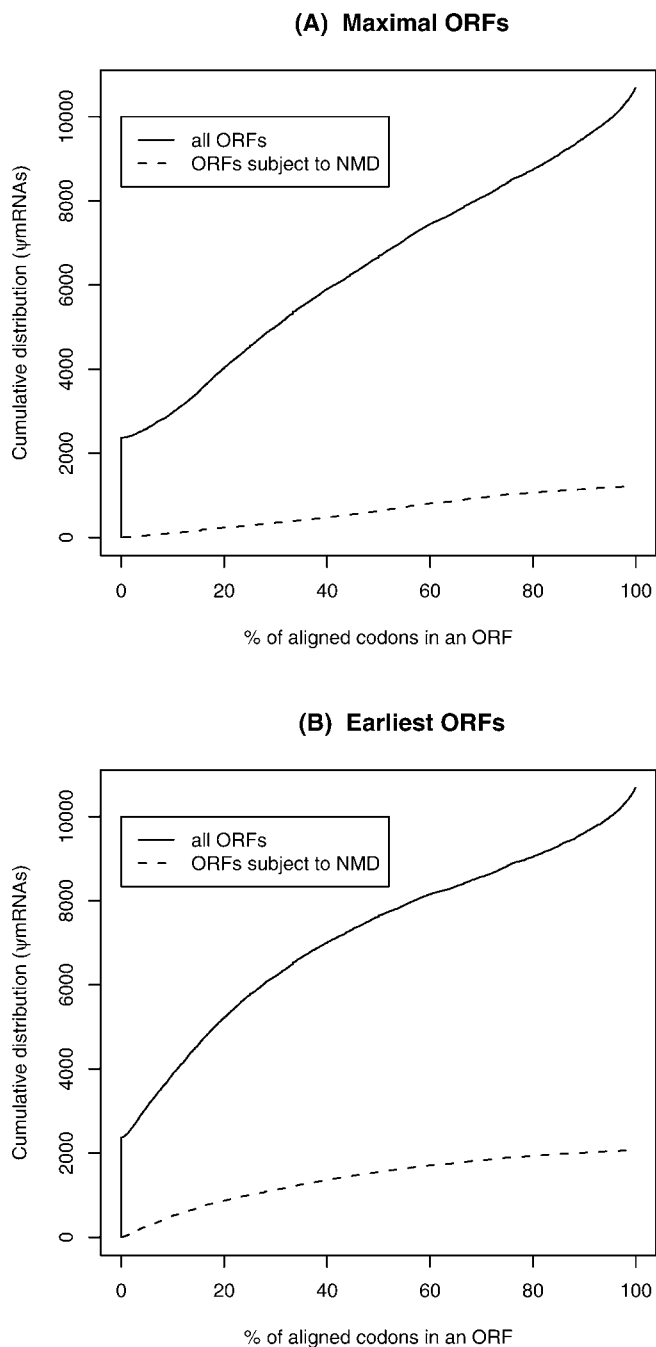 (A) Maximal ORFs
all ORFs
ORFs subject to NMD
Cumulative distribution (ψmRNAs)
10000
8000
6000
4000
2000
0
0 20 40 60 80 100
% of aligned codons in an ORF
(B) Earliest ORFs
all ORFs
ORFs subject to NMD
Cumulative distribution (ψmRNAs)
10000
8000
6000
4000
2000
0
0 20 40 60 80 100
% of aligned codons in an ORF